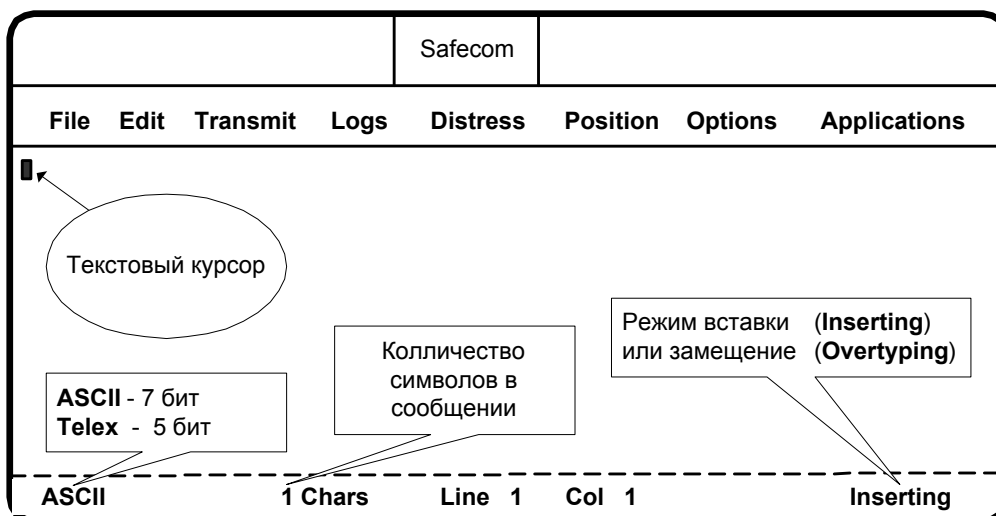 Safecom
File Edit Transmit Logs Distress Position Options Applications
Текстовый курсор
Режим вставки (Inserting)
или замещение (Overtyping)
Колличество
символов в
сообщении
ASCII - 7 бит
Telex - 5 бит
ASCII 1 Chars Line 1 Col 1 Inserting